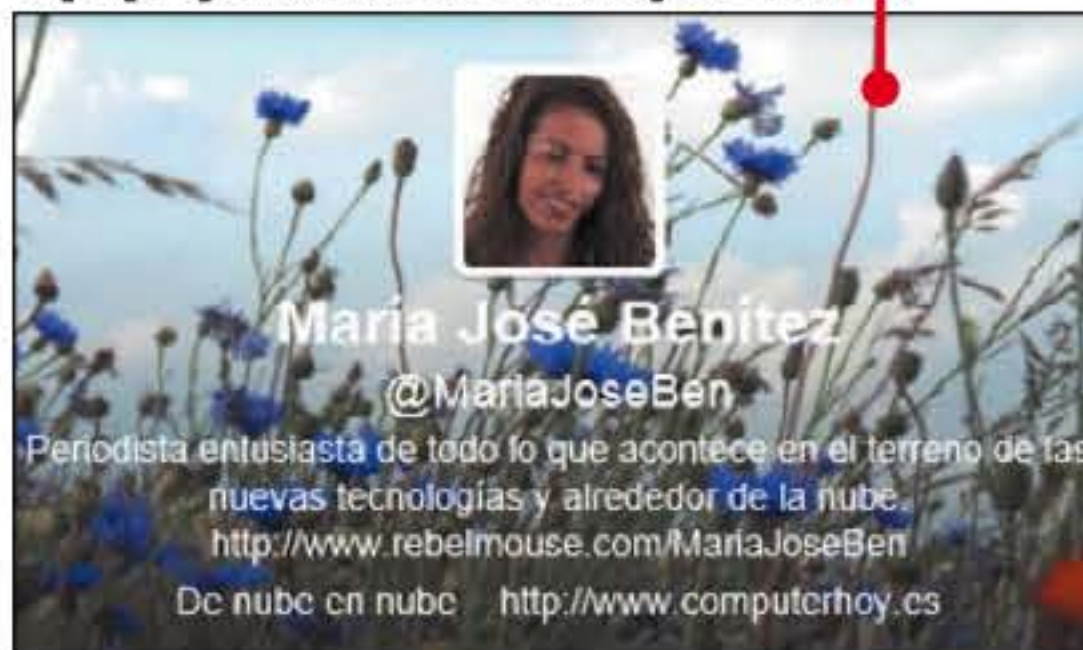 María José Benítez
@MariaJoseBen
Periodista entusiasta de todo lo que acontece en el terreno de las
nuevas tecnologías y alrededor de la nube.
http://www.rebelmouse.com/MariaJoseBen
De nube en nube http://www.computerhoy.es